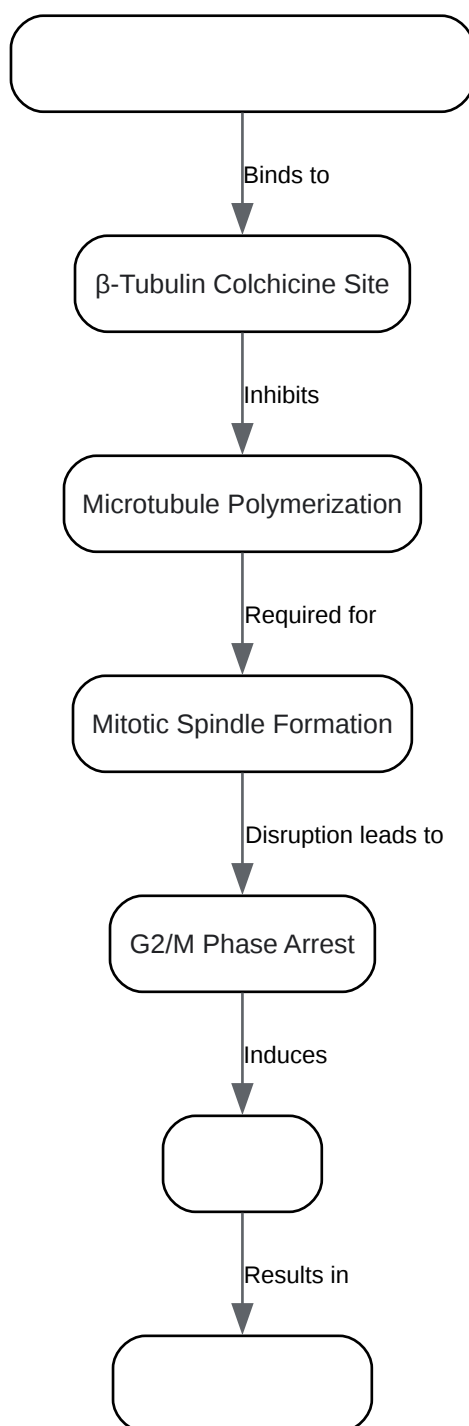 Binds to
β-Tubulin Colchicine Site
Inhibits
Microtubule Polymerization
Required for
Mitotic Spindle Formation
Disruption leads to
G2/M Phase Arrest
Induces
Results in